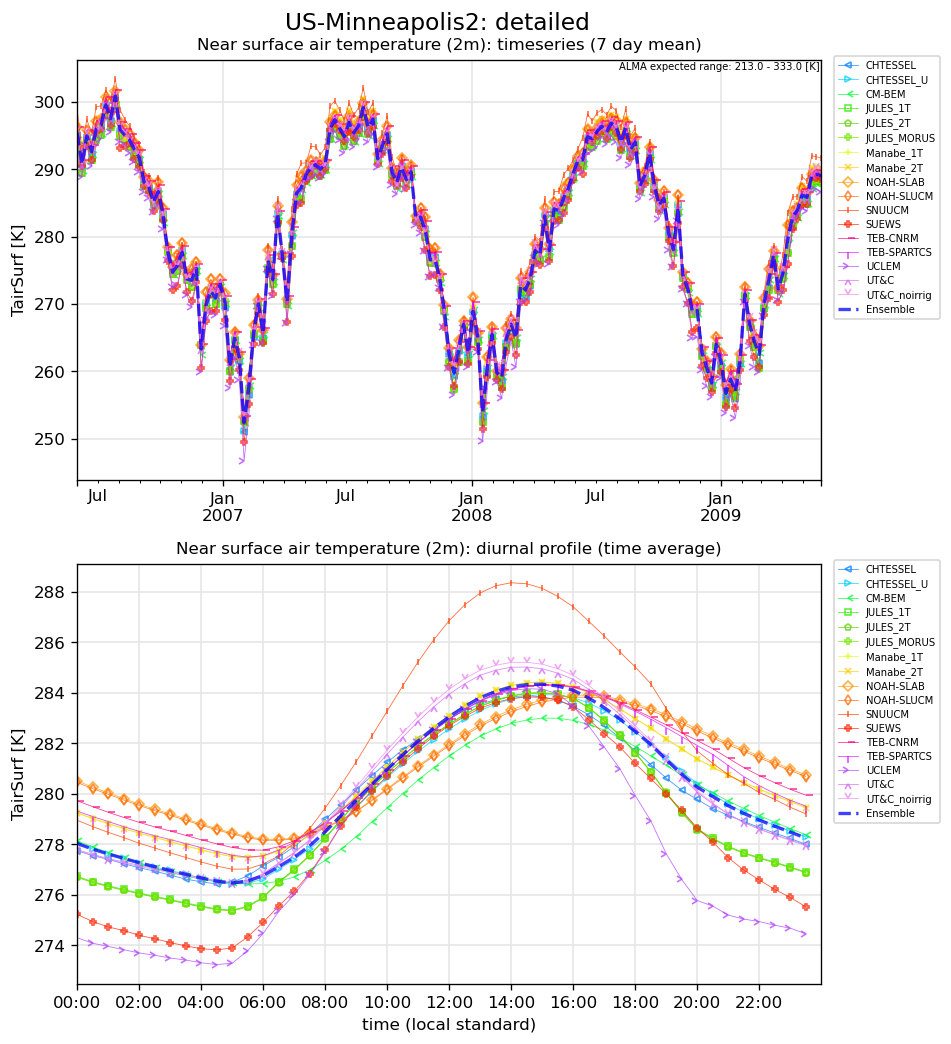 US-Minneapolis2: detailed
Near surface air temperature (2m): timeseries (7 day mean)
ALMA expected range: 213.0 - 333.0 [K]
TairSurf [K]
300
290
280
270
260
250
Jul
Jan
2007
Jul
Jan
2008
Jul
Jan
2009
CHTESSEL
CHTESSEL_U
CM-BEM
JULES_1T
JULES_2T
JULES_MORUS
Manabe_1T
Manabe_2T
NOAH-SLAB
NOAH-SLUCM
SNUUCM
SUEWS
TEB-CNRM
TEB-SPARTCS
UCLEM
UT&C
UT&C_noirrig
Ensemble
Near surface air temperature (2m): diurnal profile (time average)
TairSurf [K]
288
286
284
282
280
278
276
274
00:00 02:00 04:00 06:00 08:00 10:00 12:00 14:00 16:00 18:00 20:00 22:00
time (local standard)
CHTESSEL
CHTESSEL_U
CM-BEM
JULES_1T
JULES_2T
JULES_MORUS
Manabe_1T
Manabe_2T
NOAH-SLAB
NOAH-SLUCM
SNUUCM
SUEWS
TEB-CNRM
TEB-SPARTCS
UCLEM
UT&C
UT&C_noirrig
Ensemble